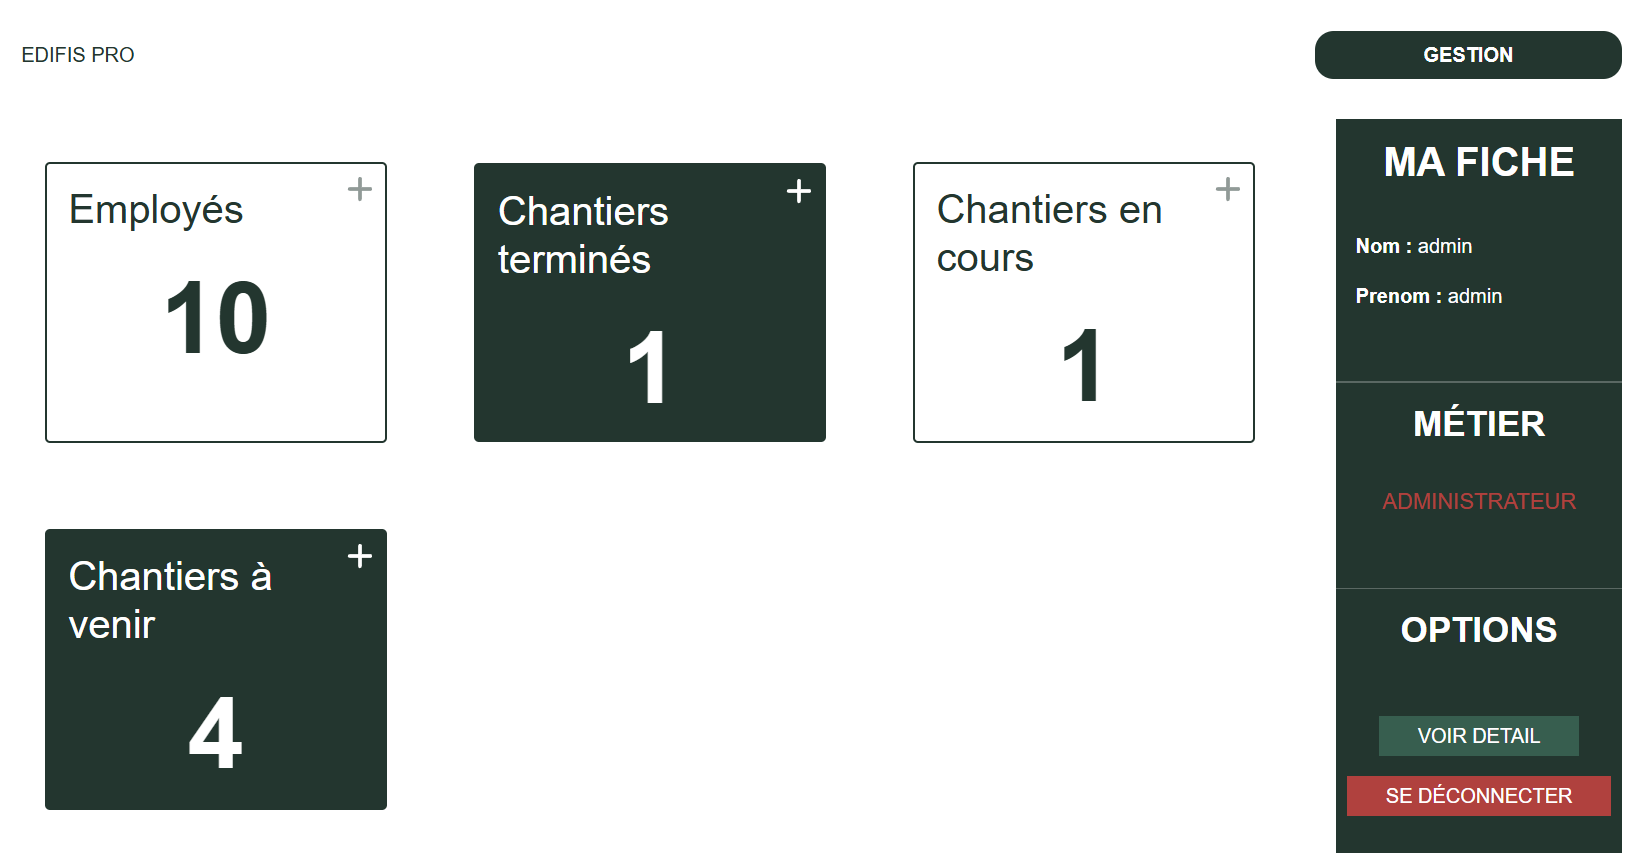 EDIFIS PRO
GESTION
Employés
10
Chantiers
terminés
1
Chantiers en
cours
1
Chantiers à
venir
4
MA FICHE
Nom : admin
Prenom : admin
MÉTIER
ADMINISTRATEUR
OPTIONS
VOIR DETAIL
SE DÉCONNECTER